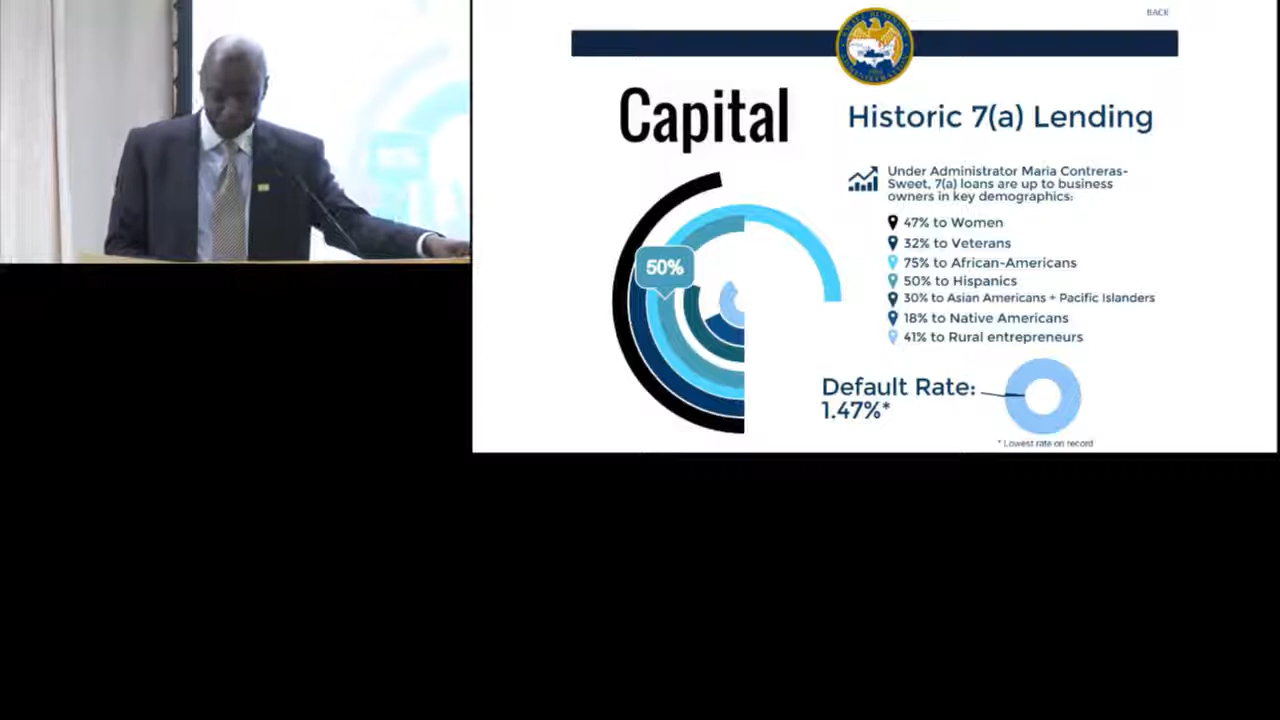 BACK
Capital
Historic 7(a) Lending
Under Administrator Maria Contreras-
Sweet, 7(a) loans are up to business
owners in key demographics:
47% to Women
32% to Veterans
75% to African-Americans
50% to Hispanics
30% to Asian Americans + Pacific Islanders
18% to Native Americans
41% to Rural entrepreneurs
50%
Default Rate:
1.47%*
* Lowest rate on record